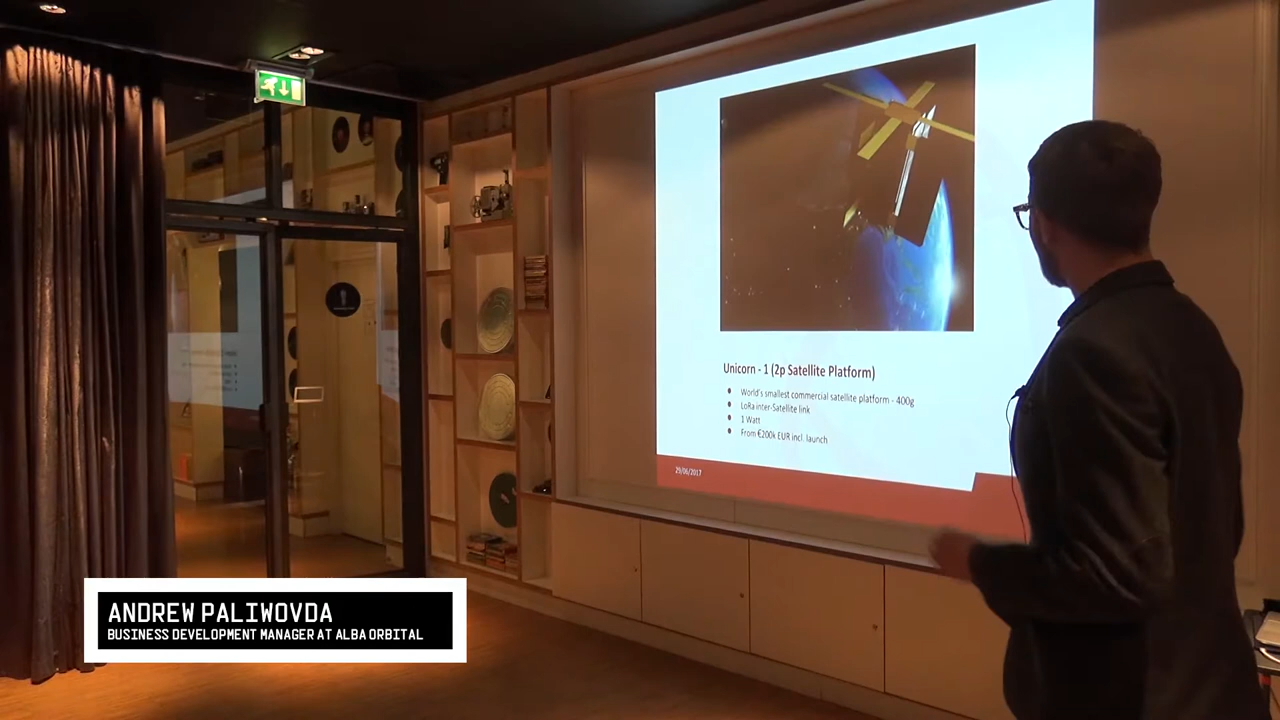 Unicorn - 1 (2p Satellite Platform)
● World's smallest commercial satellite platform - 400g
● LoRa inter-Satellite link
● 1 Watt
● From €200k EUR incl. launch
29/06/2017
ANDREW PALIWOVDA
BUSINESS DEVELOPMENT MANAGER AT ALBA ORBITAL